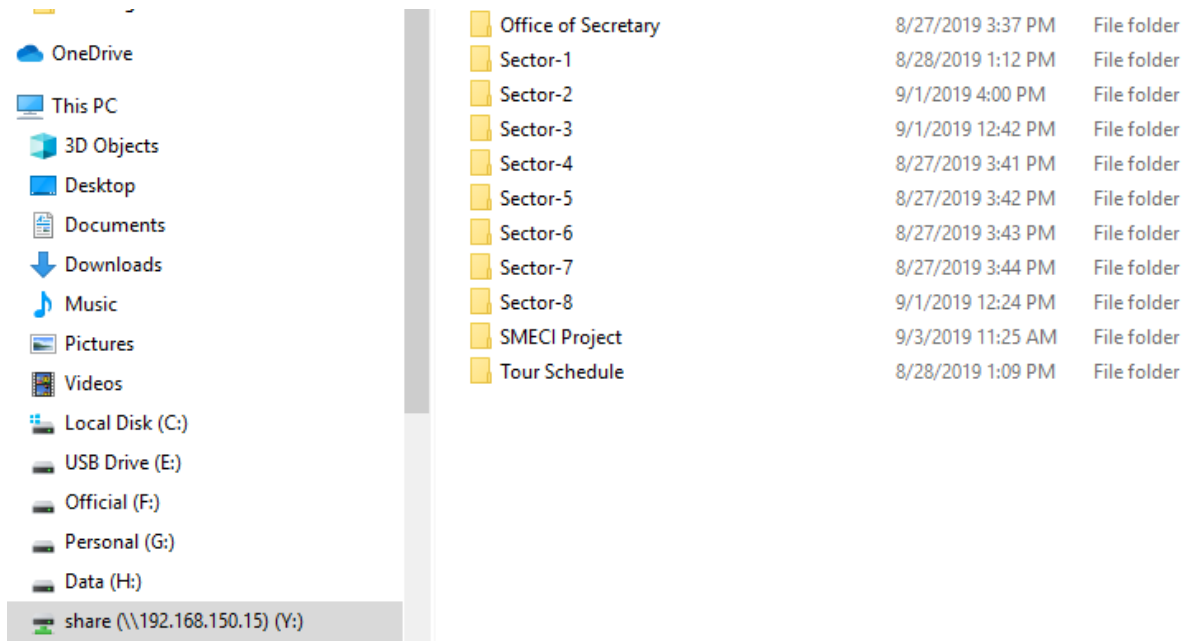 OneDrive
This PC
3D Objects
Desktop
Documents
Downloads
Music
Pictures
Videos
Local Disk (C:)
USB Drive (E:)
Official (F:)
Personal (G:)
Data (H:)
share (\\192.168.150.15) (Y:)
Office of Secretary 8/27/2019 3:37 PM File folder
Sector-1 8/28/2019 1:12 PM File folder
Sector-2 9/1/2019 4:00 PM File folder
Sector-3 9/1/2019 12:42 PM File folder
Sector-4 8/27/2019 3:41 PM File folder
Sector-5 8/27/2019 3:42 PM File folder
Sector-6 8/27/2019 3:43 PM File folder
Sector-7 8/27/2019 3:44 PM File folder
Sector-8 9/1/2019 12:24 PM File folder
SMECI Project 9/3/2019 11:25 AM File folder
Tour Schedule 8/28/2019 1:09 PM File folder